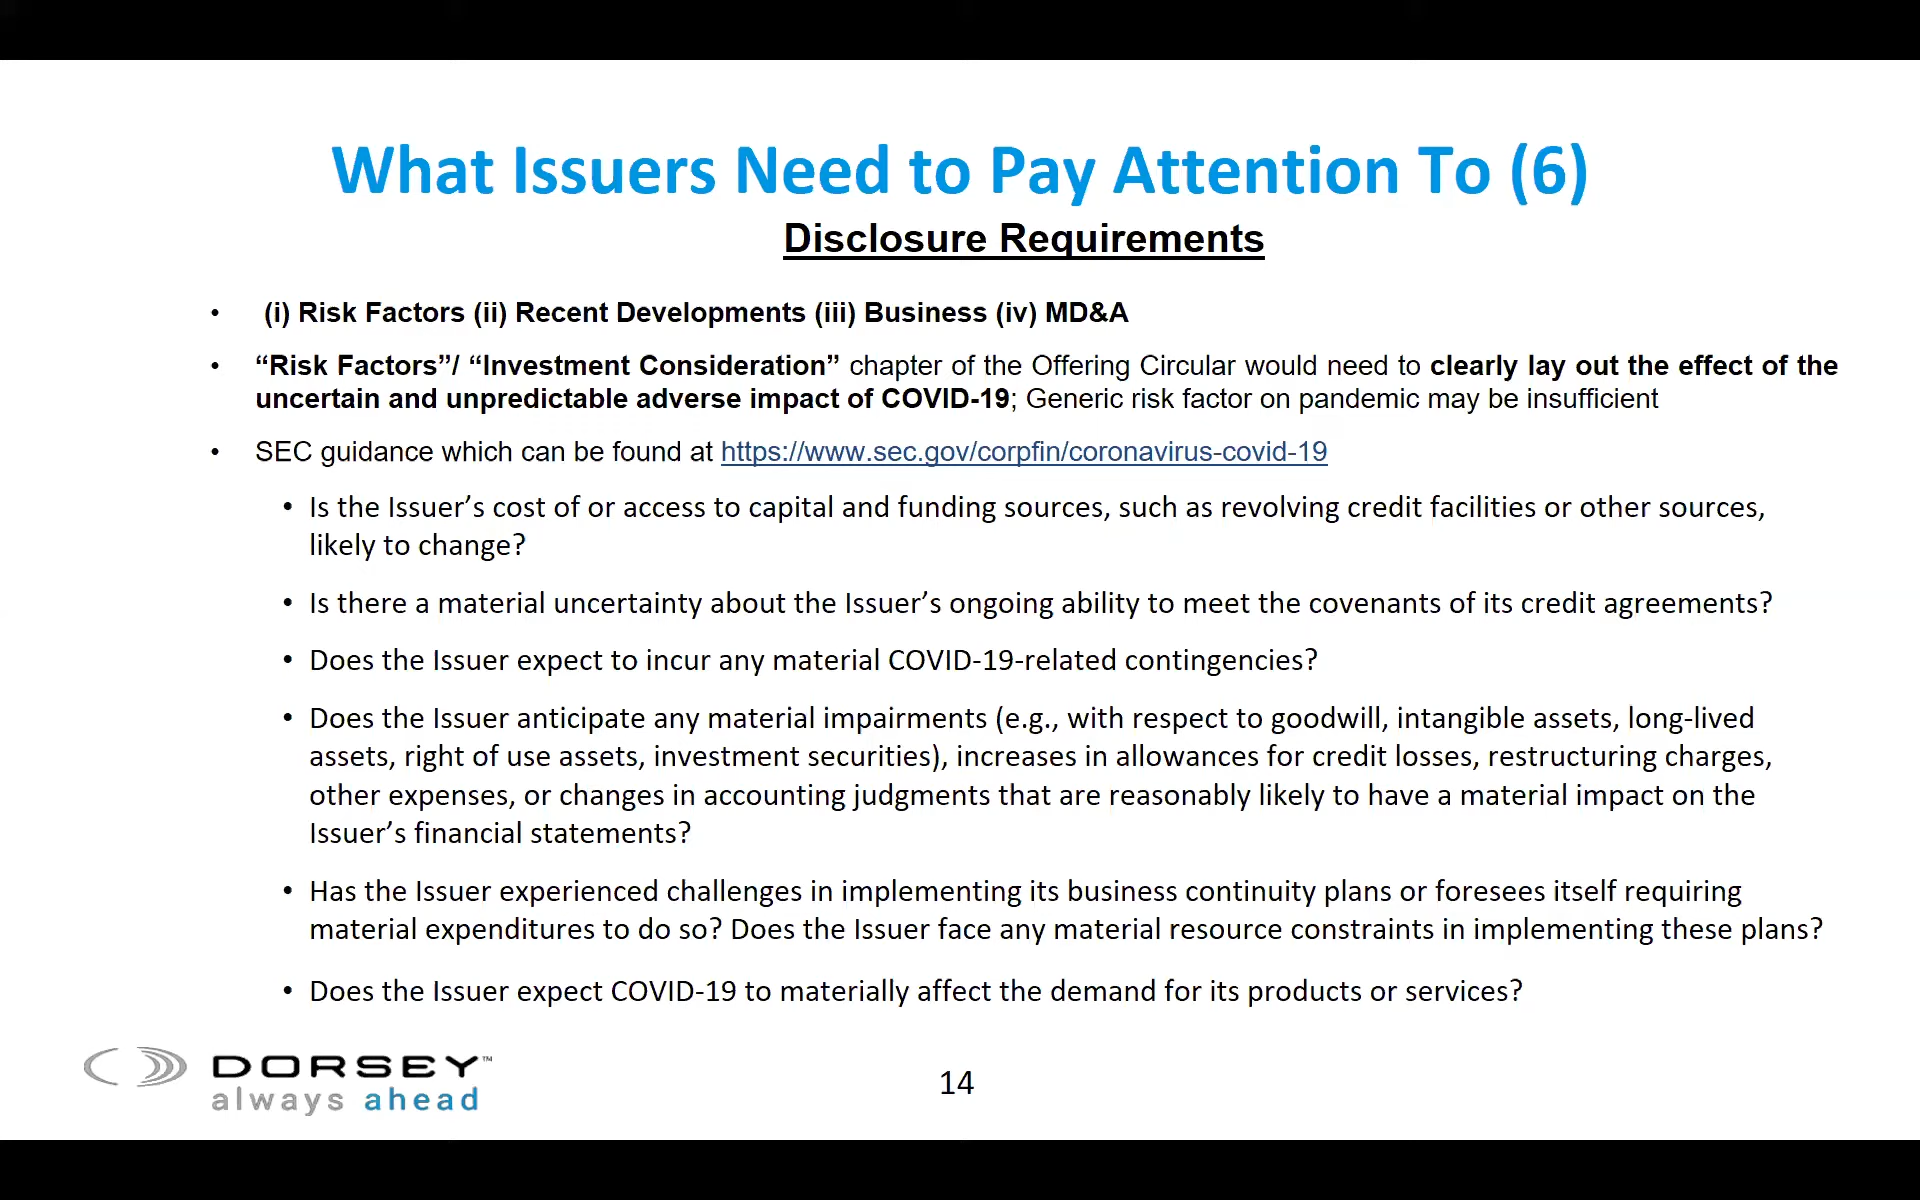 What Issuers Need to Pay Attention To (6)
Disclosure Requirements
• (i) Risk Factors (ii) Recent Developments (iii) Business (iv) MD&A
• “Risk Factors”/ “Investment Consideration” chapter of the Offering Circular would need to clearly lay out the effect of the
uncertain and unpredictable adverse impact of COVID-19; Generic risk factor on pandemic may be insufficient
• SEC guidance which can be found at https://www.sec.gov/corpfin/coronavirus-covid-19
• Is the Issuer’s cost of or access to capital and funding sources, such as revolving credit facilities or other sources,
likely to change?
• Is there a material uncertainty about the Issuer’s ongoing ability to meet the covenants of its credit agreements?
• Does the Issuer expect to incur any material COVID-19-related contingencies?
• Does the Issuer anticipate any material impairments (e.g., with respect to goodwill, intangible assets, long-lived
assets, right of use assets, investment securities), increases in allowances for credit losses, restructuring charges,
other expenses, or changes in accounting judgments that are reasonably likely to have a material impact on the
Issuer’s financial statements?
• Has the Issuer experienced challenges in implementing its business continuity plans or foresees itself requiring
material expenditures to do so? Does the Issuer face any material resource constraints in implementing these plans?
• Does the Issuer expect COVID-19 to materially affect the demand for its products or services?
DORSEY™
always ahead
14